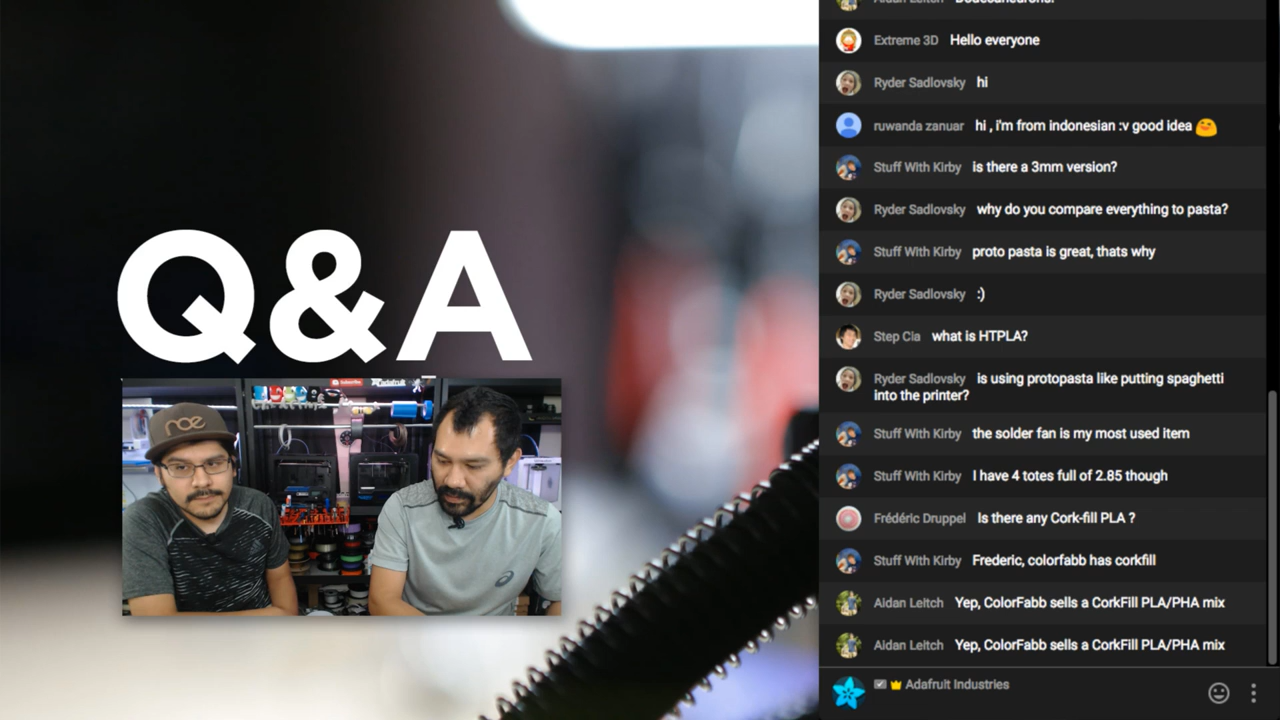 Q&A
noe
Subscribe
Adafruit
Aidan Leitch Dodecaneurons!
Extreme 3D Hello everyone
Ryder Sadlovsky hi
ruwanda zanuar hi , i'm from indonesian :v good idea
Stuff With Kirby is there a 3mm version?
Ryder Sadlovsky why do you compare everything to pasta?
Stuff With Kirby proto pasta is great, thats why
Ryder Sadlovsky :)
Step Cia what is HTPLA?
Ryder Sadlovsky is using protopasta like putting spaghetti
into the printer?
Stuff With Kirby the solder fan is my most used item
Stuff With Kirby I have 4 totes full of 2.85 though
Frédéric Druppel Is there any Cork-fill PLA ?
Stuff With Kirby Frederic, colorfabb has corkfill
Aidan Leitch Yep, ColorFabb sells a CorkFill PLA/PHA mix
Aidan Leitch Yep, ColorFabb sells a CorkFill PLA/PHA mix
Adafruit Industries